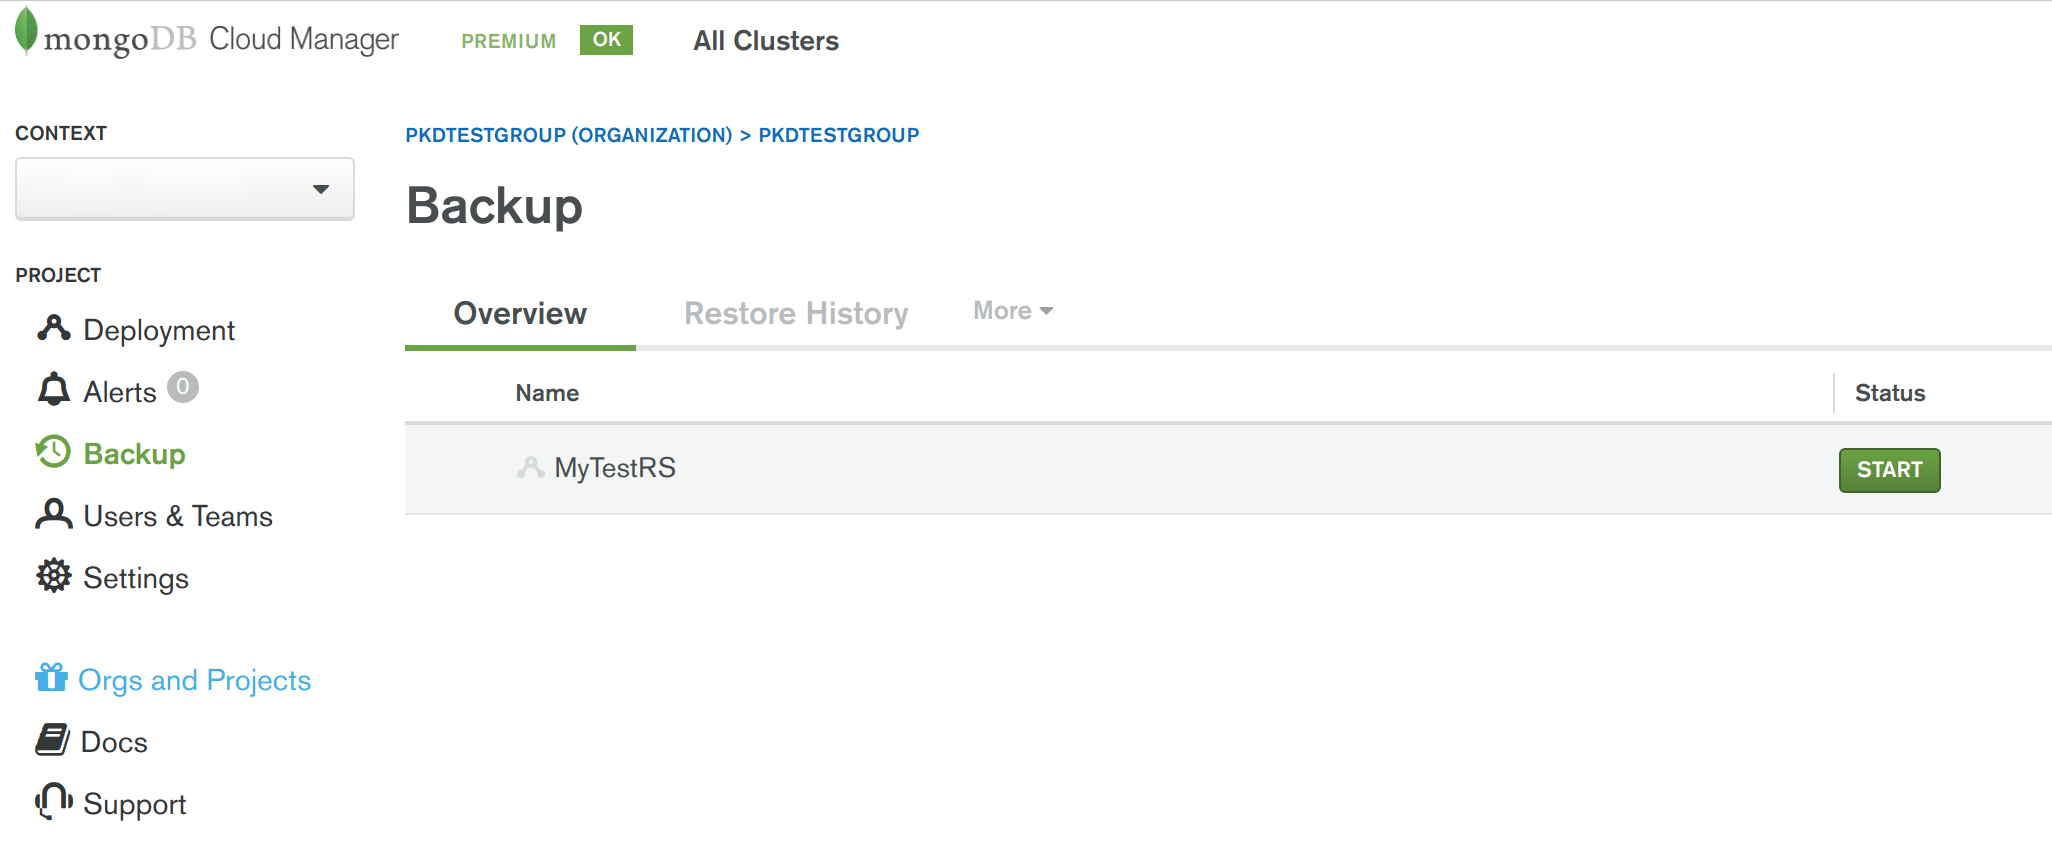 mongoDB Cloud Manager PREMIUM OK All Clusters
CONTEXT
PKDTESTGROUP (ORGANIZATION) > PKDTESTGROUP
Backup
PROJECT
Deployment
Alerts 0
Backup
Users & Teams
Settings
Orgs and Projects
Docs
Support
Overview Restore History More
Name Status
MyTestRS START